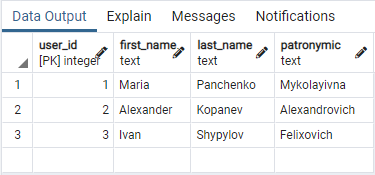 Data Output Explain Messages Notifications
user_id first_name last_name patronymic
[PK] integer text text text
1 1 Maria Panchenko Mykolayivna
2 2 Alexander Kopanev Alexandrovich
3 3 Ivan Shypylov Felixovich